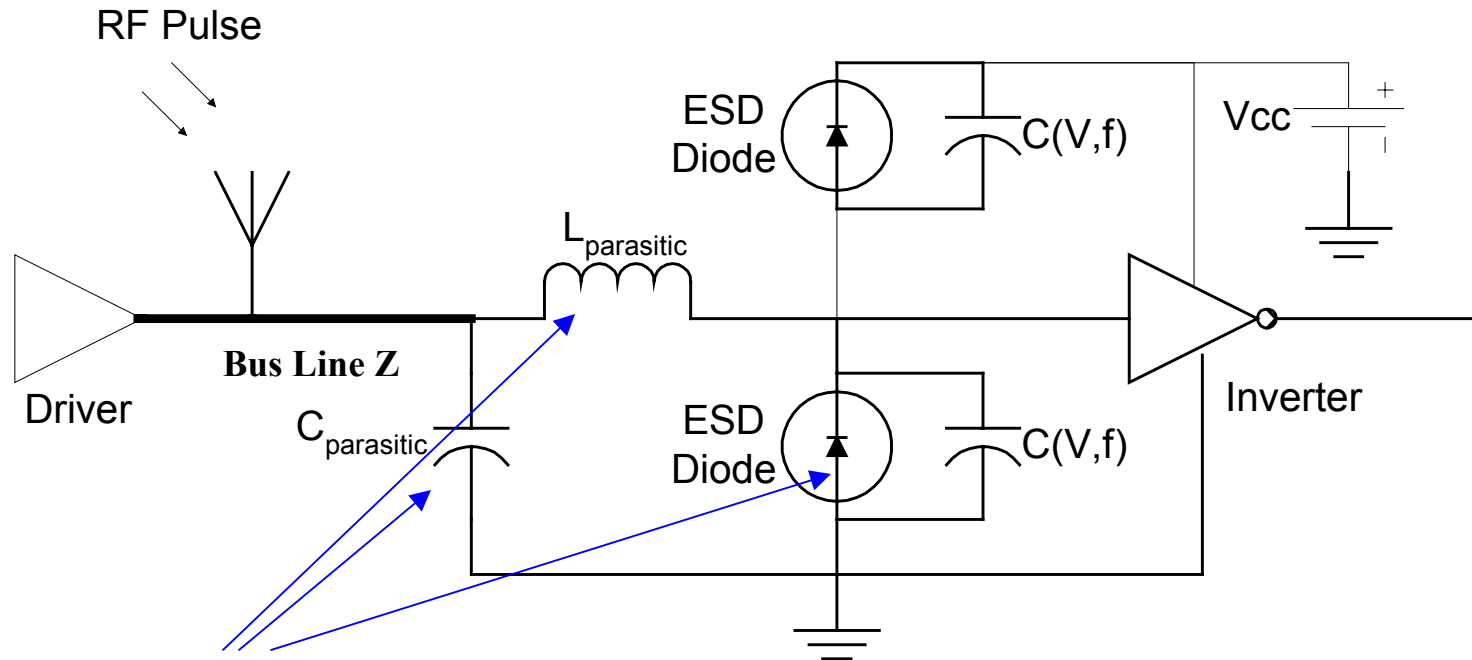 RF Pulse
ESD
Diode
C(V,f)
Vcc
+
-
L parasitic
Bus Line Z
Driver
C parasitic
ESD
Diode
C(V,f)
Inverter